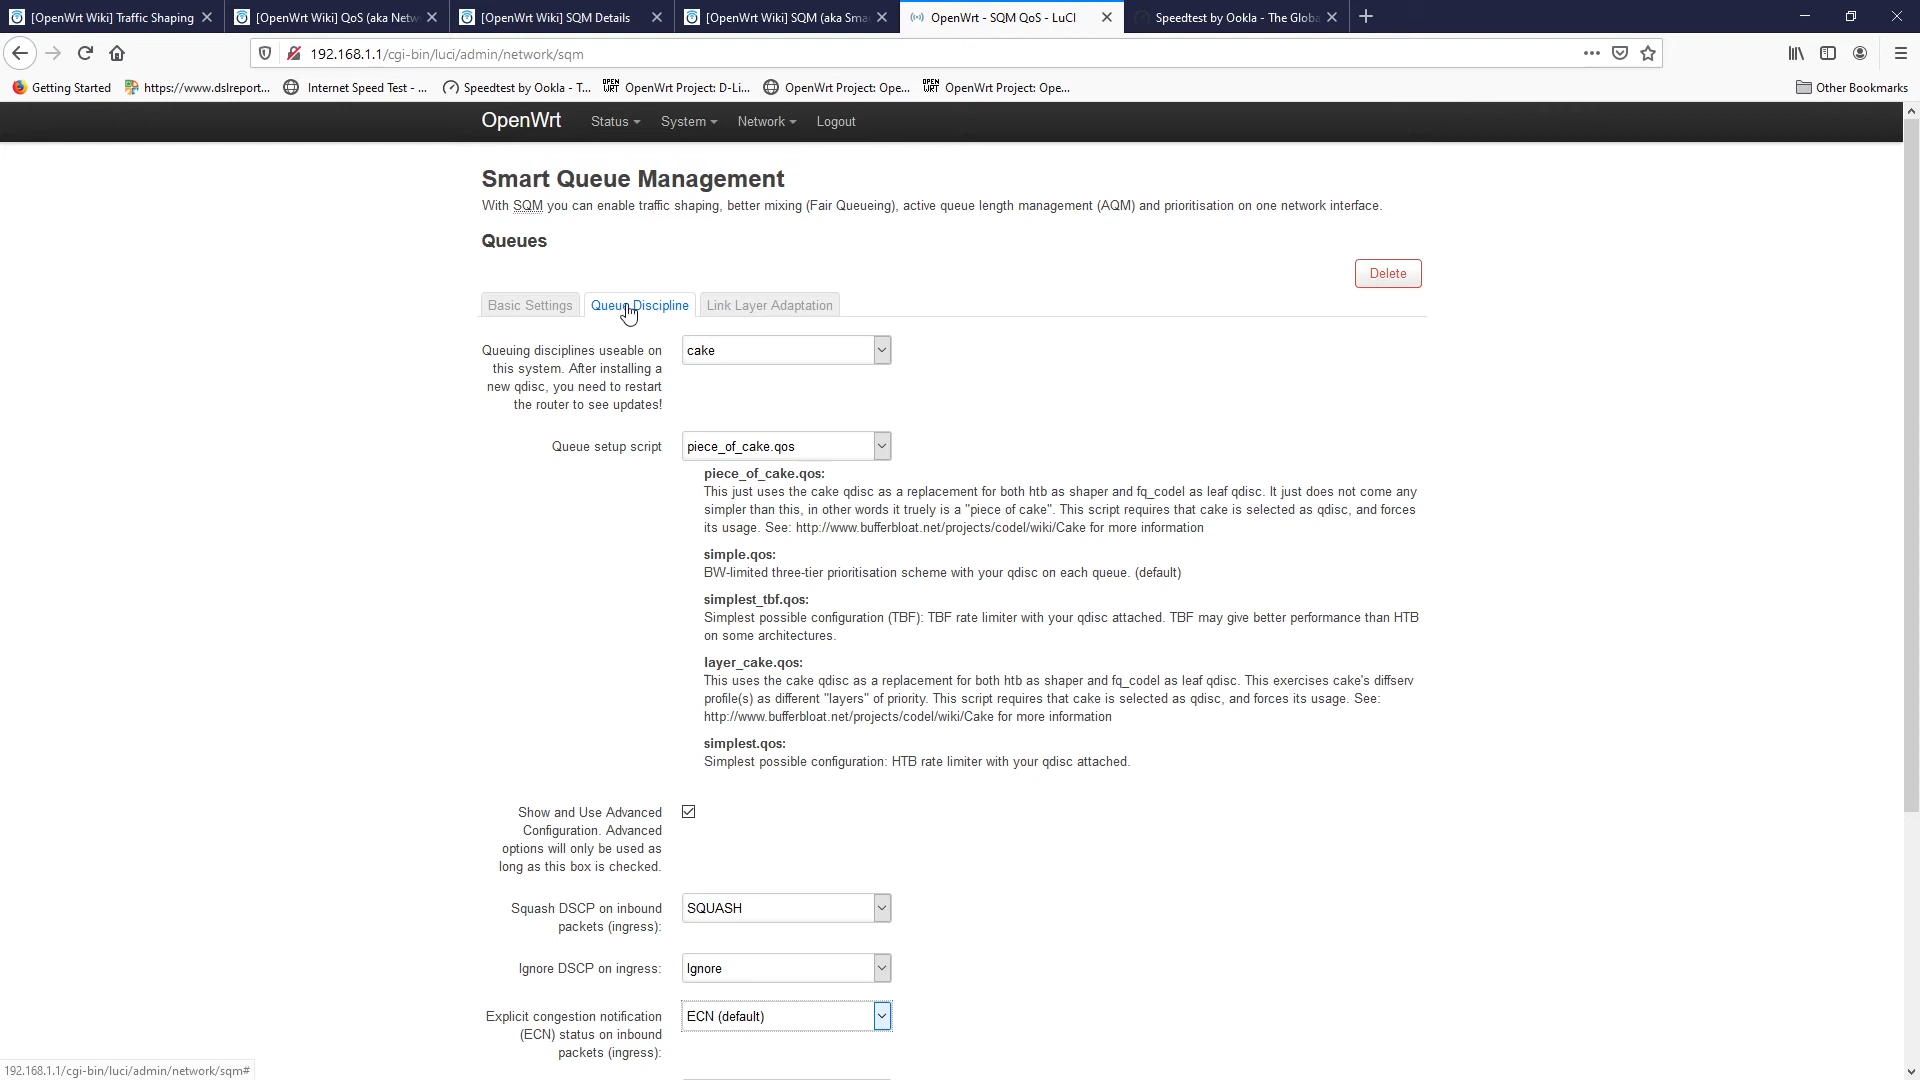 [OpenWrt Wiki] Traffic Shaping
[OpenWrt Wiki] QoS (aka Netw
[OpenWrt Wiki] SQM Details
[OpenWrt Wiki] SQM (aka Sma
OpenWrt - SQM QoS - LuCI
Speedtest by Ookla - The Globa
192.168.1.1/cgi-bin/luci/admin/network/sqm
Getting Started
https://www.dslreport...
Internet Speed Test - ...
Speedtest by Ookla - T...
OPEN WRT OpenWrt Project: D-Li...
OpenWrt Project: Ope...
OPEN WRT OpenWrt Project: Ope...
Other Bookmarks
OpenWrt
Status
System
Network
Logout
Smart Queue Management
With SQM you can enable traffic shaping, better mixing (Fair Queueing), active queue length management (AQM) and prioritisation on one network interface.
Queues
Delete
Basic Settings
Queue Discipline
Link Layer Adaptation
Queuing disciplines useable on
this system. After installing a
new qdisc, you need to restart
the router to see updates!
cake
Queue setup script
piece_of_cake.qos
piece_of_cake.qos:
This just uses the cake qdisc as a replacement for both htb as shaper and fq_codel as leaf qdisc. It just does not come any
simpler than this, in other words it truely is a "piece of cake". This script requires that cake is selected as qdisc, and forces
its usage. See: http://www.bufferbloat.net/projects/codel/wiki/Cake for more information
simple.qos:
BW-limited three-tier prioritisation scheme with your qdisc on each queue. (default)
simplest_tbf.qos:
Simplest possible configuration (TBF): TBF rate limiter with your qdisc attached. TBF may give better performance than HTB
on some architectures.
layer_cake.qos:
This uses the cake qdisc as a replacement for both htb as shaper and fq_codel as leaf qdisc. This exercises cake's diffserv
profile(s) as different "layers" of priority. This script requires that cake is selected as qdisc, and forces its usage. See:
http://www.bufferbloat.net/projects/codel/wiki/Cake for more information
simplest.qos:
Simplest possible configuration: HTB rate limiter with your qdisc attached.
Show and Use Advanced
Configuration. Advanced
options will only be used as
long as this box is checked.
Squash DSCP on inbound
packets (ingress):
SQUASH
Ignore DSCP on ingress:
Ignore
Explicit congestion notification
(ECN) status on inbound
packets (ingress):
ECN (default)
192.168.1.1/cgi-bin/luci/admin/network/sqm#